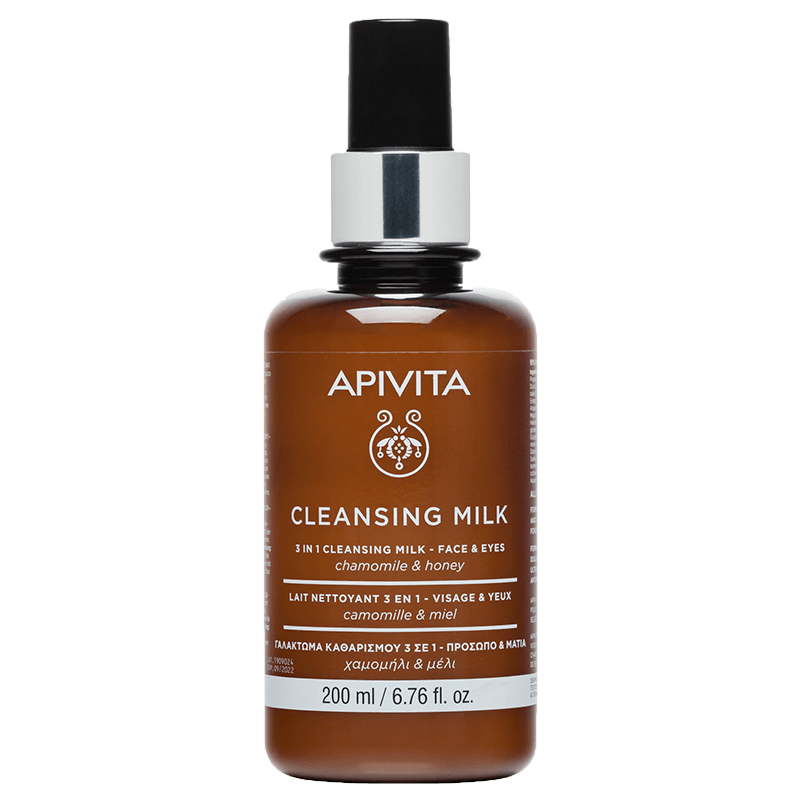 APIVITA
CLEANSING MILK
3 IN 1 CLEANSING MILK - FACE & EYES
chamomile & honey
LAIT NETTOYANT 3 EN 1 - VISAGE & YEUX
camomille & miel
ΓΑΛΑΚΤΩΜΑ ΚΑΘΑΡΙΣΜΟΥ 3 ΣΕ 1 - ΠΡΟΣΩΠΟ & ΜΑΤΙΑ
χαμομήλι & μέλι
200 ml / 6.76 fl. oz.